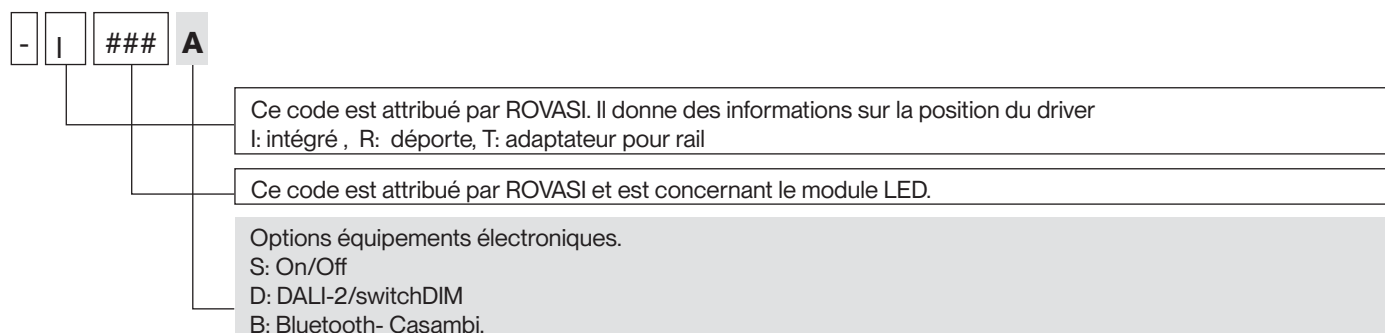 - I ### A
Ce code est attribué par ROVASI. Il donne des informations sur la position du driver
I: intégré , R: déporte, T: adaptateur pour rail
Ce code est attribué par ROVASI et est concernant le module LED.
Options équipements électroniques.
S: On/Off
D: DALI-2/switchDIM
B: Bluetooth- Casambi.